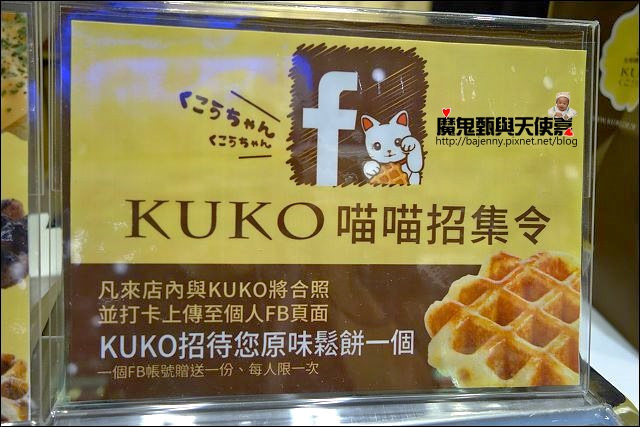 f
くこうちゃん
くこうちゃん
魔鬼甄與天使嘉
http://bajenny.pixnet.net/blog
KUKO 喵喵招集令
凡來店內與KUKO將合照
並打卡上傳至個人FB頁面
KUKO招待您原味鬆餅一個
一個FB帳號贈送一份、每人限一次